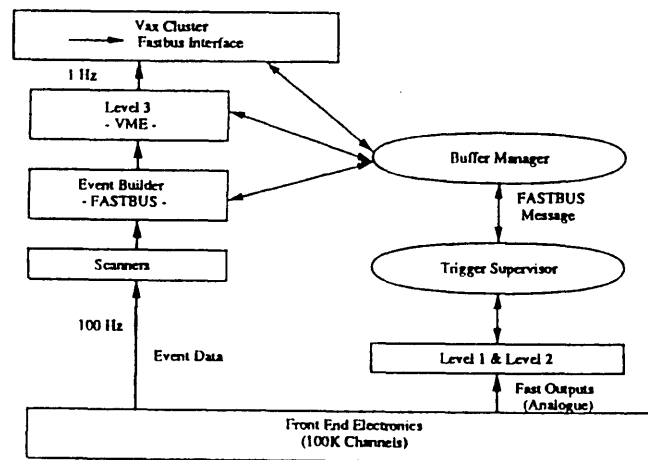 Vax Cluster
Fastbus Interface
1 Hz
Level 3
- VME -
Buffer Manager
Event Builder
- FASTBUS -
FASTBUS
Message
Scanners
Trigger Supervisor
100 Hz
Event Data
Level 1 & Level 2
Fast Outputs
(Analogue)
Front End Electronics
(100K Channels)